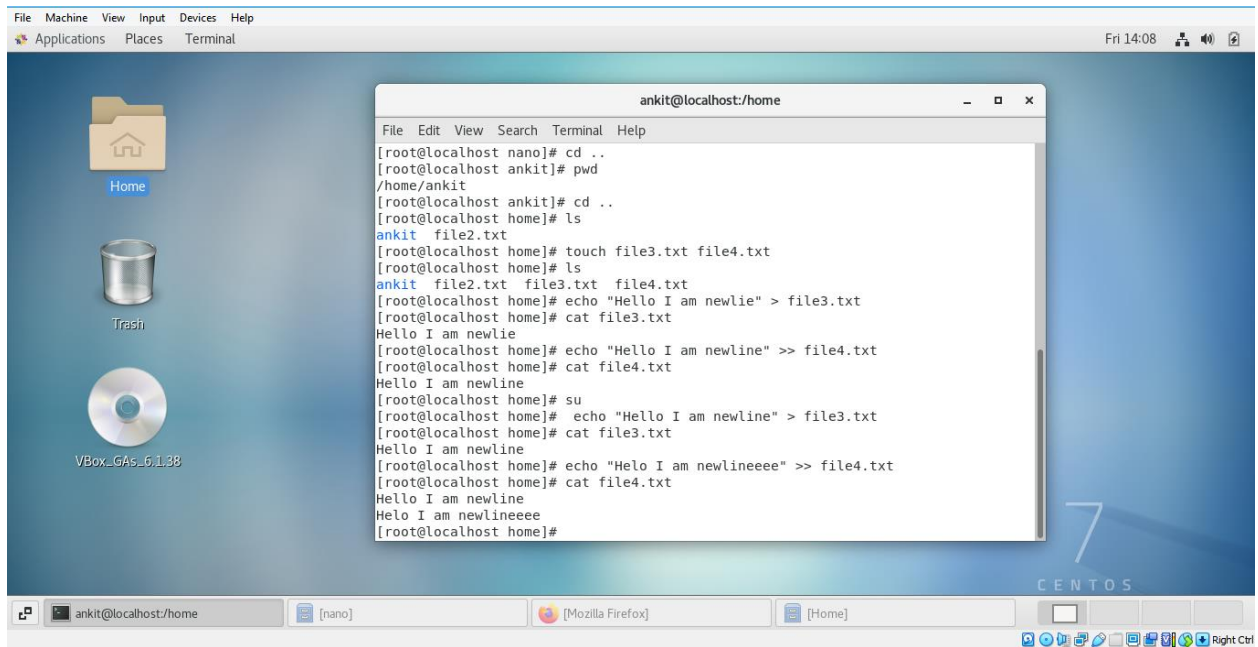 File Machine View Input Devices Help
Applications Places Terminal Fri 14:08
Home
Trash
VBox_GAs_6.1.38
ankit@localhost:/home
File Edit View Search Terminal Help
[root@localhost nano]# cd ..
[root@localhost ankit]# pwd
/home/ankit
[root@localhost ankit]# cd ..
[root@localhost home]# ls
ankit file2.txt
[root@localhost home]# touch file3.txt file4.txt
[root@localhost home]# ls
ankit file2.txt file3.txt file4.txt
[root@localhost home]# echo "Hello I am newlie" > file3.txt
[root@localhost home]# cat file3.txt
Hello I am newlie
[root@localhost home]# echo "Hello I am newline" >> file4.txt
[root@localhost home]# cat file4.txt
Hello I am newline
[root@localhost home]# su
[root@localhost home]#  echo "Hello I am newline" > file3.txt
[root@localhost home]# cat file3.txt
Hello I am newline
[root@localhost home]# echo "Helo I am newlineeee" >> file4.txt
[root@localhost home]# cat file4.txt
Hello I am newline
Helo I am newlineeee
[root@localhost home]#
7
CENTOS
ankit@localhost:/home [nano] [Mozilla Firefox] [Home]
Right Ctrl